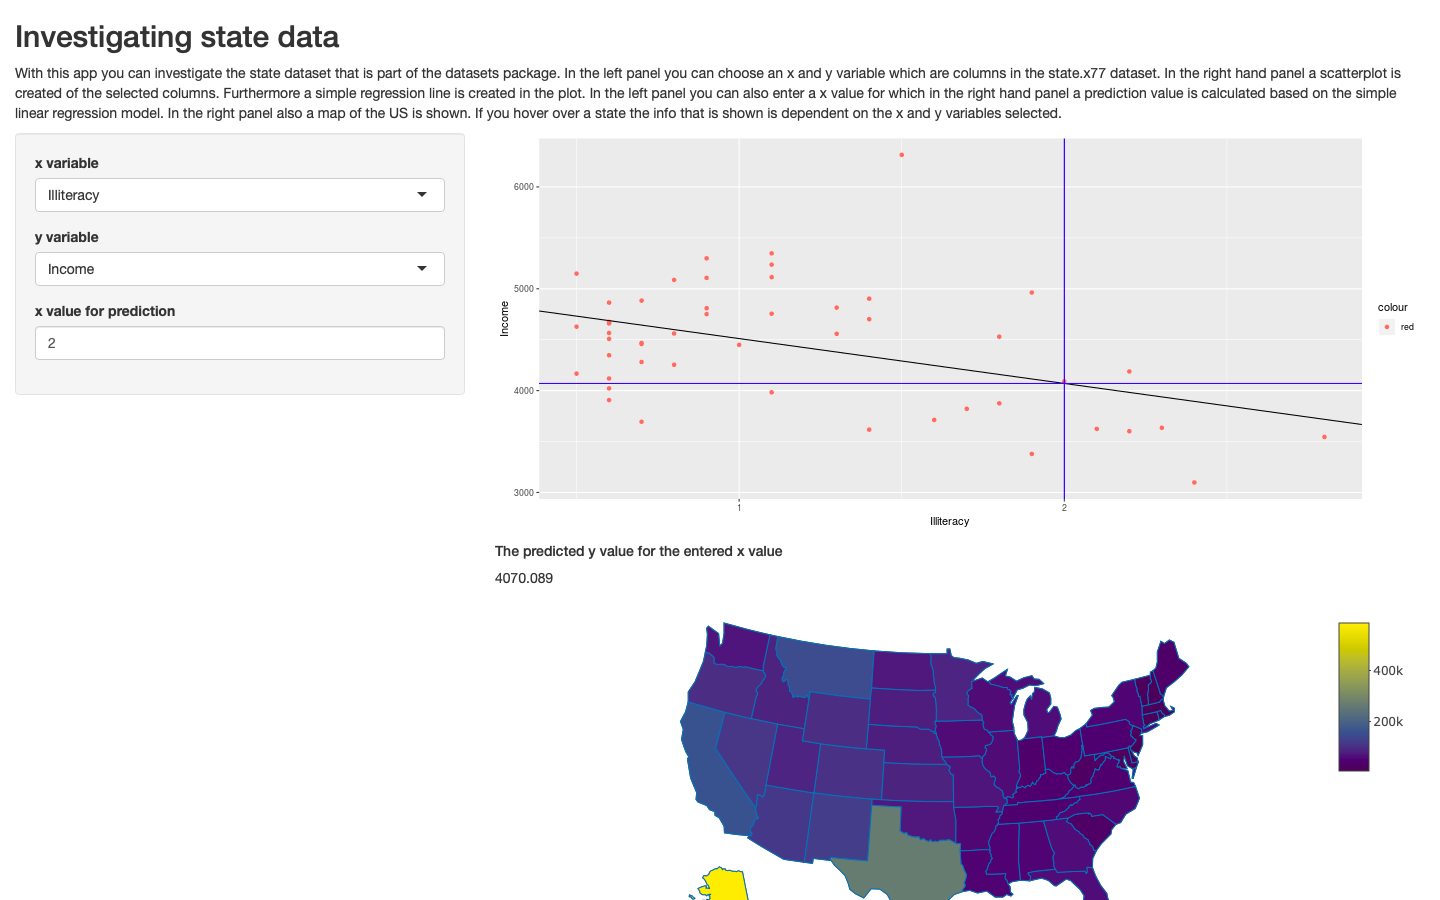 Investigating state data
With this app you can investigate the state dataset that is part of the datasets package. In the left panel you can choose an x and y variable which are columns in the state.x77 dataset. In the right hand panel a scatterplot is
created of the selected columns. Furthermore a simple regression line is created in the plot. In the left panel you can also enter a x value for which in the right hand panel a prediction value is calculated based on the simple
linear regression model. In the right panel also a map of the US is shown. If you hover over a state the info that is shown is dependent on the x and y variables selected.
x variable
Illiteracy
y variable
Income
x value for prediction
2
6000
5000
4000
3000
Income
1
2
Illiteracy
colour
red
The predicted y value for the entered x value
4070.089
400k
200k